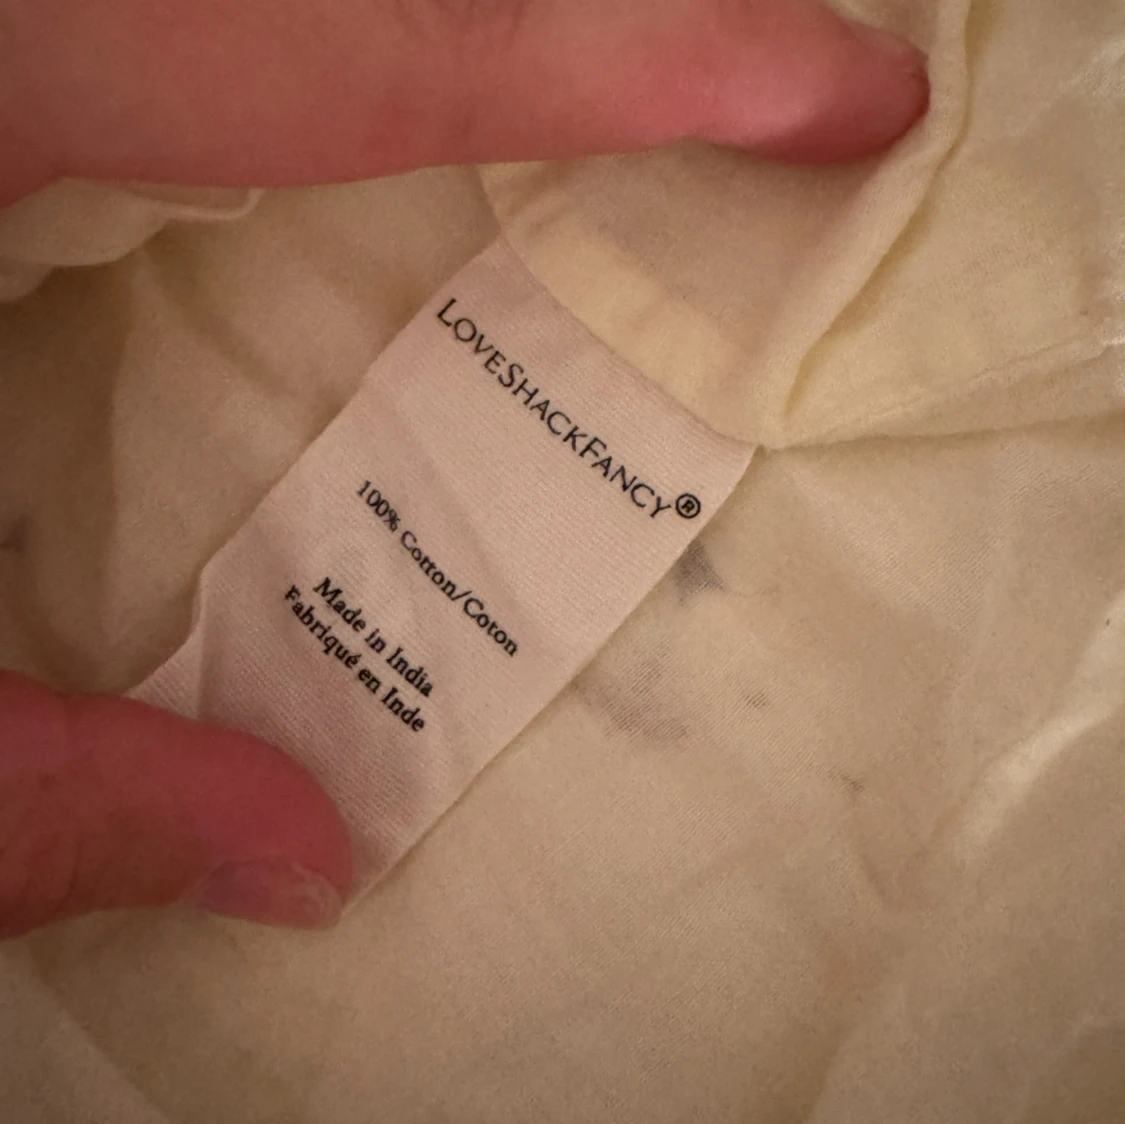 LOVESHACKFANCY®
100% Cotton/Coton
Made in India
Fabriqué en Inde